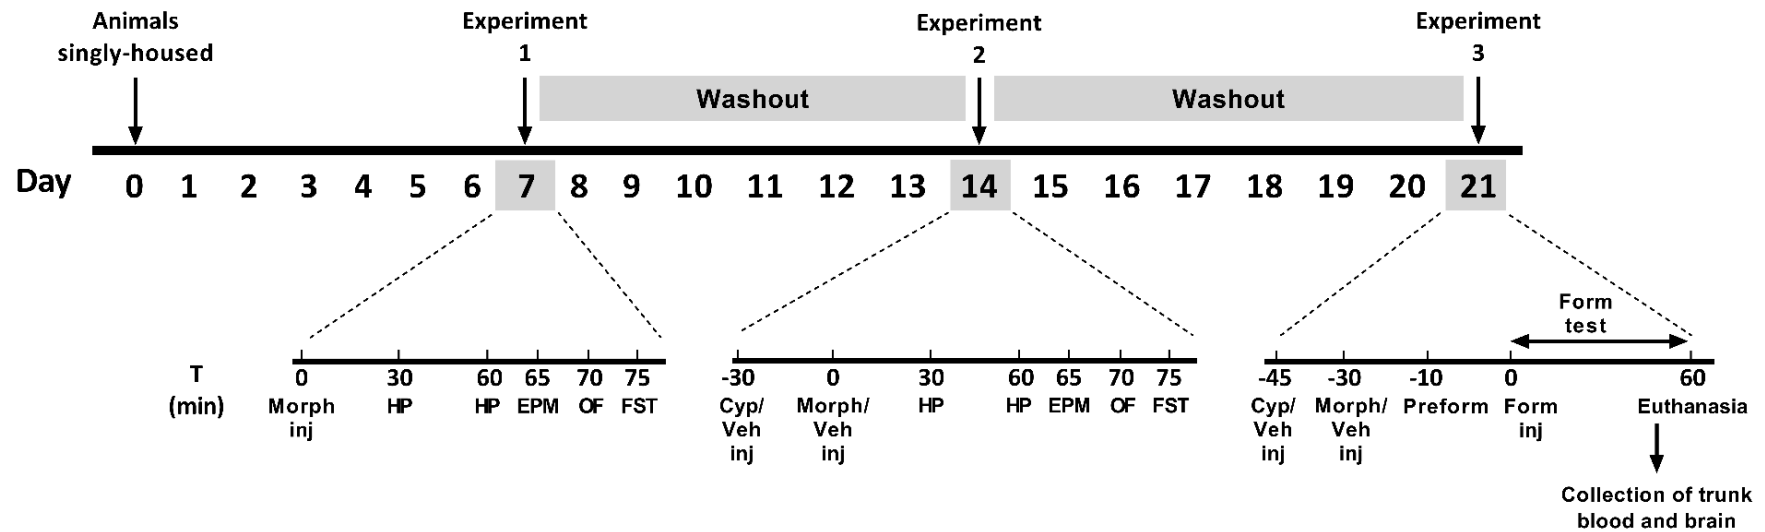 Animals
singly-housed
Experiment
1
Experiment
2
Experiment
3
Washout
Washout
Day 0 1 2 3 4 5 6 7 8 9 10 11 12 13 14 15 16 17 18 19 20 21
Form
test
T
(min)
0 30 60 65 70 75
Morph
inj
HP HP EPM OF FST
-30 0 30 60 65 70 75
Cyp/
Veh
inj
Morph/
Veh
inj
HP HP EPM OF FST
-45 -30 -10 0 60
Cyp/
Veh
inj
Morph/
Veh
inj
Preform
Form
inj
Euthanasia
Collection of trunk
blood and brain